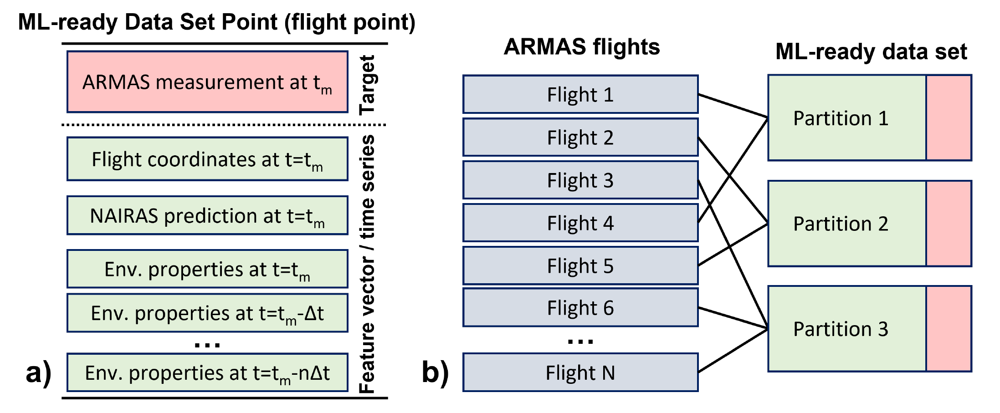 ML-ready Data Set Point (flight point)
ARMAS measurement at tₘ
Target
Flight coordinates at t=tₘ
NAIRAS prediction at t=tₘ
Env. properties at t=tₘ
Env. properties at t=tₘ-Δt
...
Env. properties at t=tₘ-nΔt
Feature vector / time series
a)
ARMAS flights
Flight 1
Flight 2
Flight 3
Flight 4
Flight 5
Flight 6
...
Flight N
b)
ML-ready data set
Partition 1
Partition 2
Partition 3